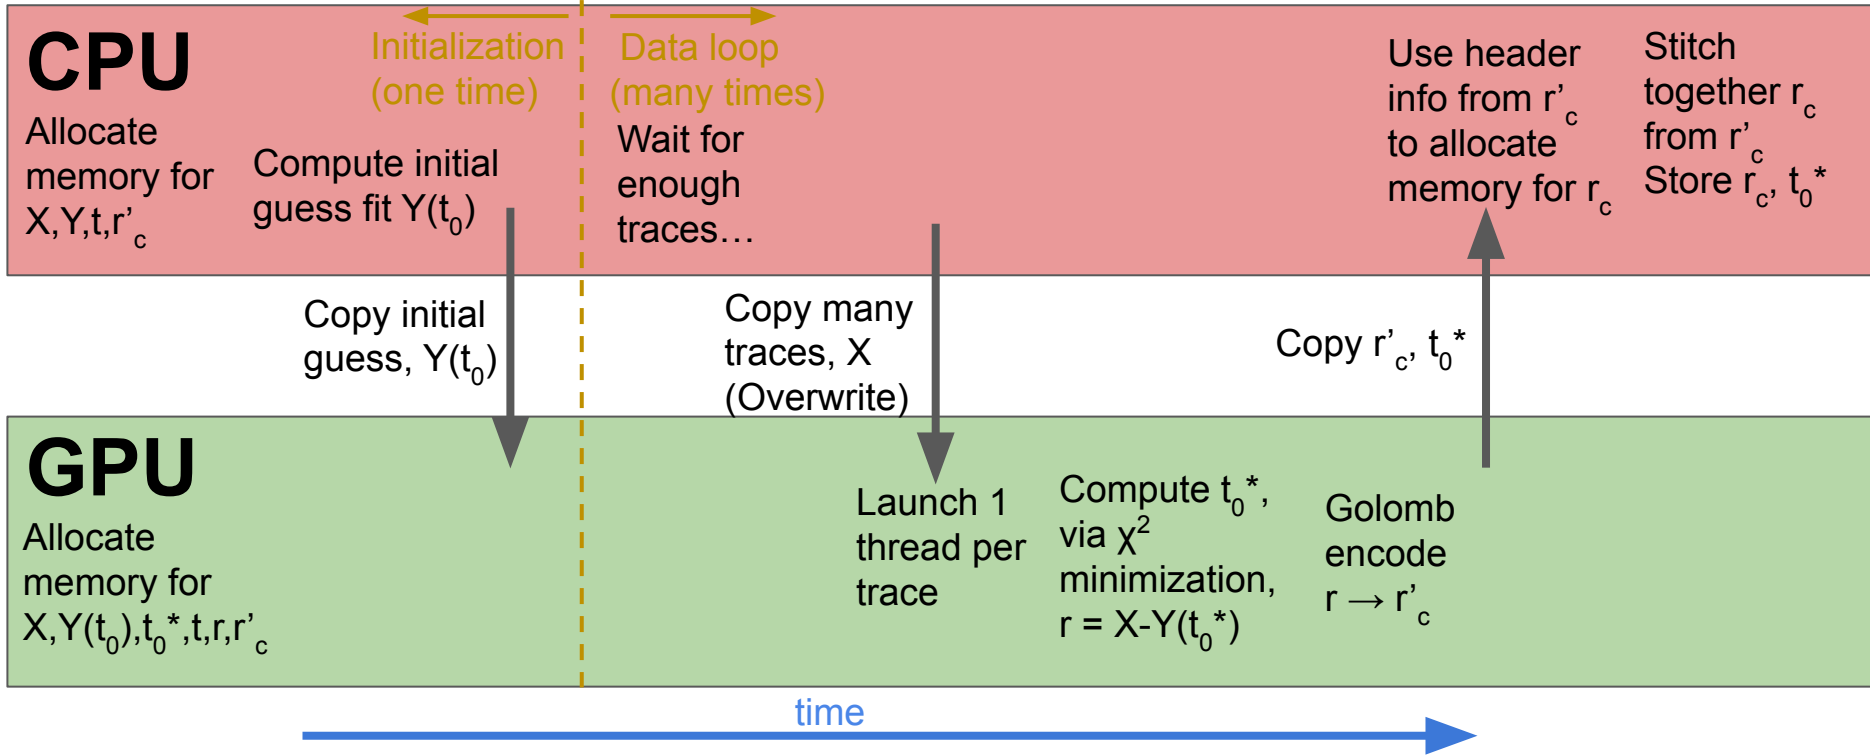 CPU
Allocate
memory for
X,Y,t,r’c
Compute initial
guess fit Y(t0)
Initialization
(one time)
Data loop
(many times)
Wait for
enough
traces…
Use header
info from r’c
to allocate
memory for rc
Stitch
together rc
from r’c
Store rc, t0*
Copy initial
guess, Y(t0)
Copy many
traces, X
(Overwrite)
Copy r’c, t0*
GPU
Allocate
memory for
X,Y(t0),t0*,t,r,r’c
Launch 1
thread per
trace
Compute t0*,
via χ2
minimization,
r = X-Y(t0*)
Golomb
encode
r → r’c
time